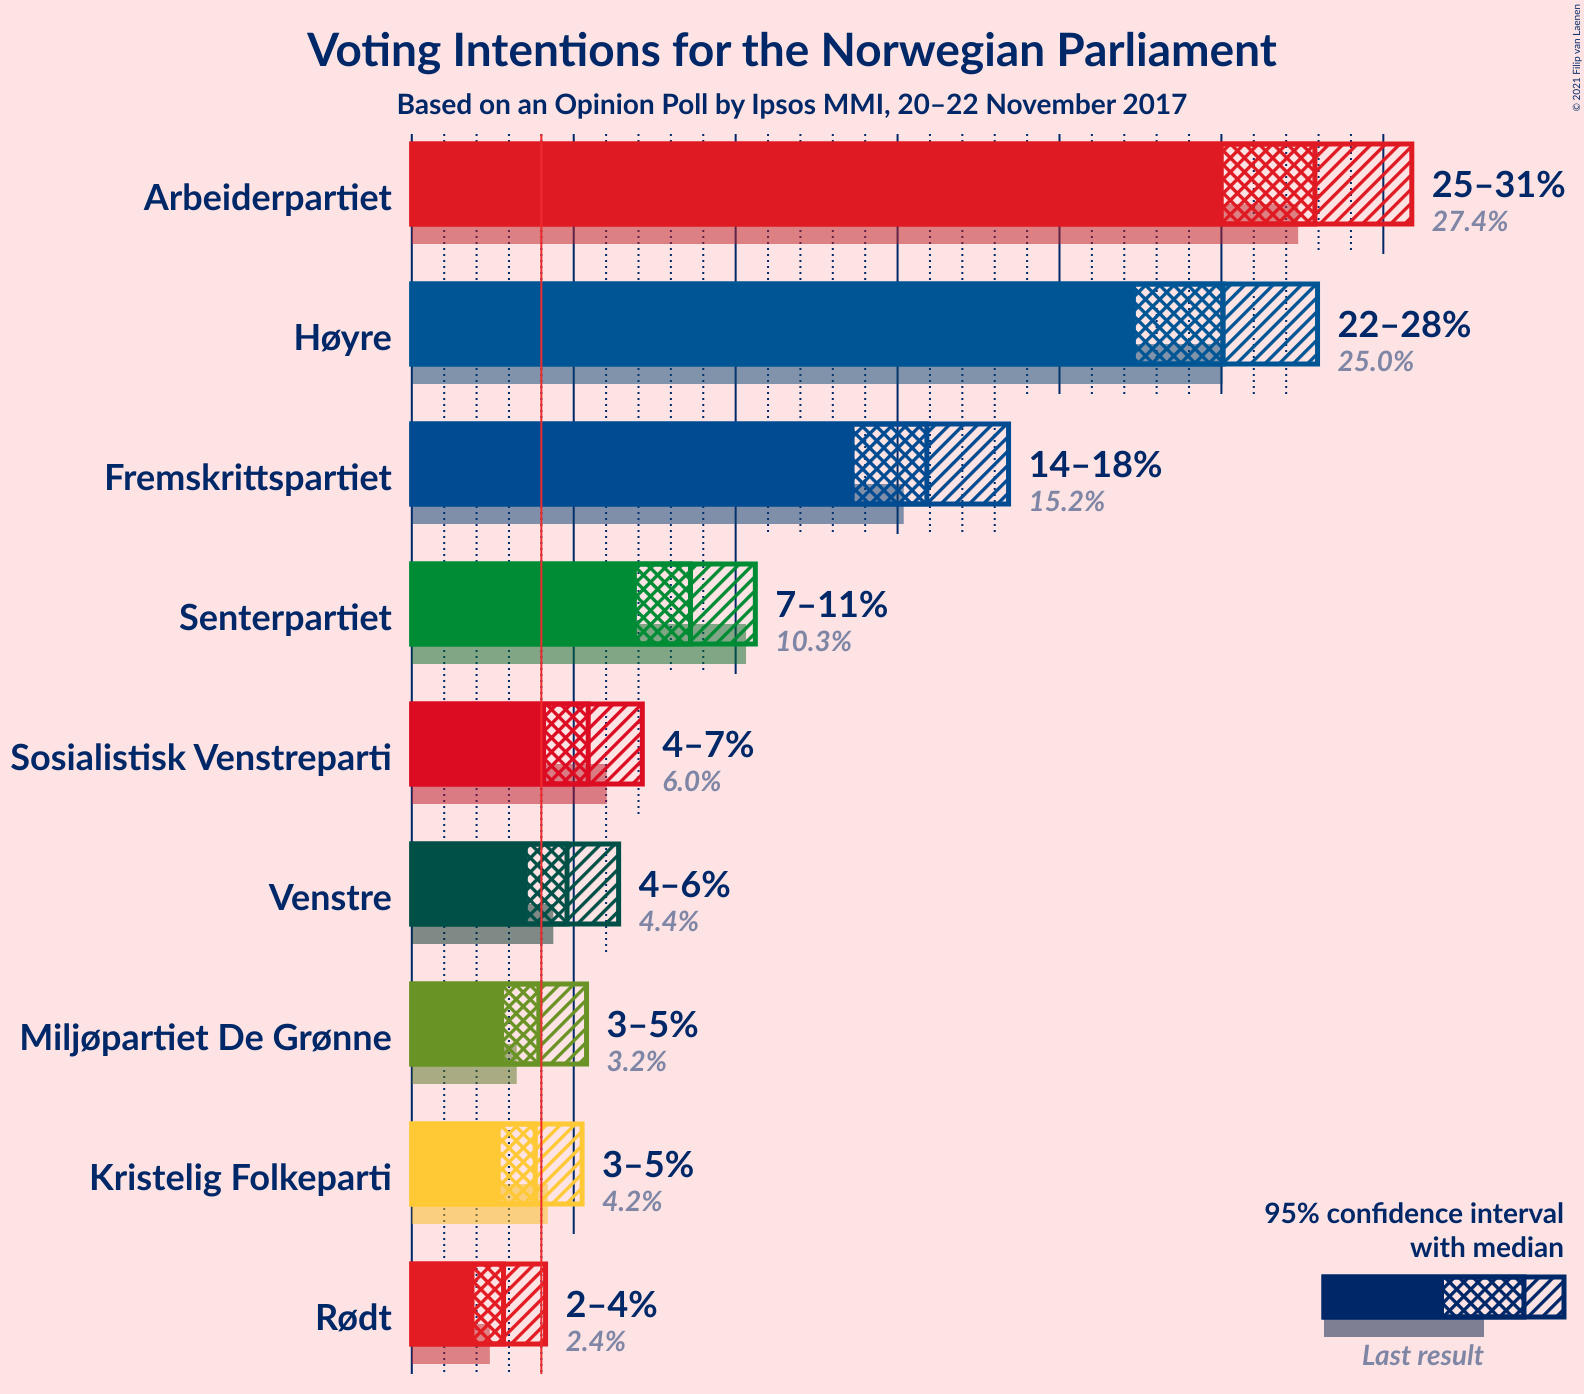 Voting Intentions for the Norwegian Parliament
Based on an Opinion Poll by Ipsos MMI, 20–22 November 2017
© 2021 Filip van Laenen
Arbeiderpartiet
25–31%
27.4%
Høyre
22–28%
25.0%
Fremskrittspartiet
14–18%
15.2%
Senterpartiet
7–11%
10.3%
Sosialistisk Venstreparti
4–7%
6.0%
Venstre
4–6%
4.4%
Miljøpartiet De Grønne
3–5%
3.2%
Kristelig Folkeparti
3–5%
4.2%
Rødt
2–4%
2.4%
95% confidence interval
with median
Last result